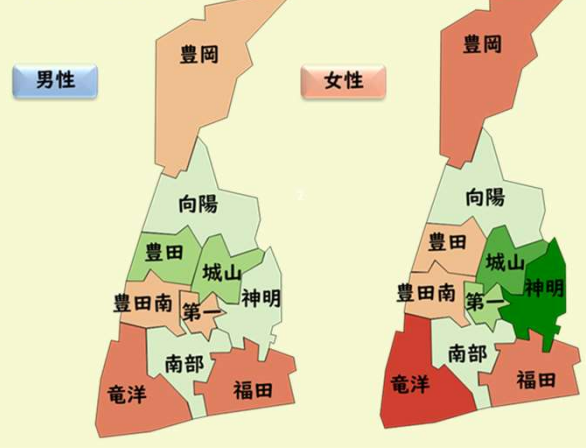 男性
豊岡
向陽
豊田
城山
豊田南
第一
神明
南部
竜洋
福田
女性
豊岡
向陽
豊田
城山
豊田南
第一
神明
南部
竜洋
福田